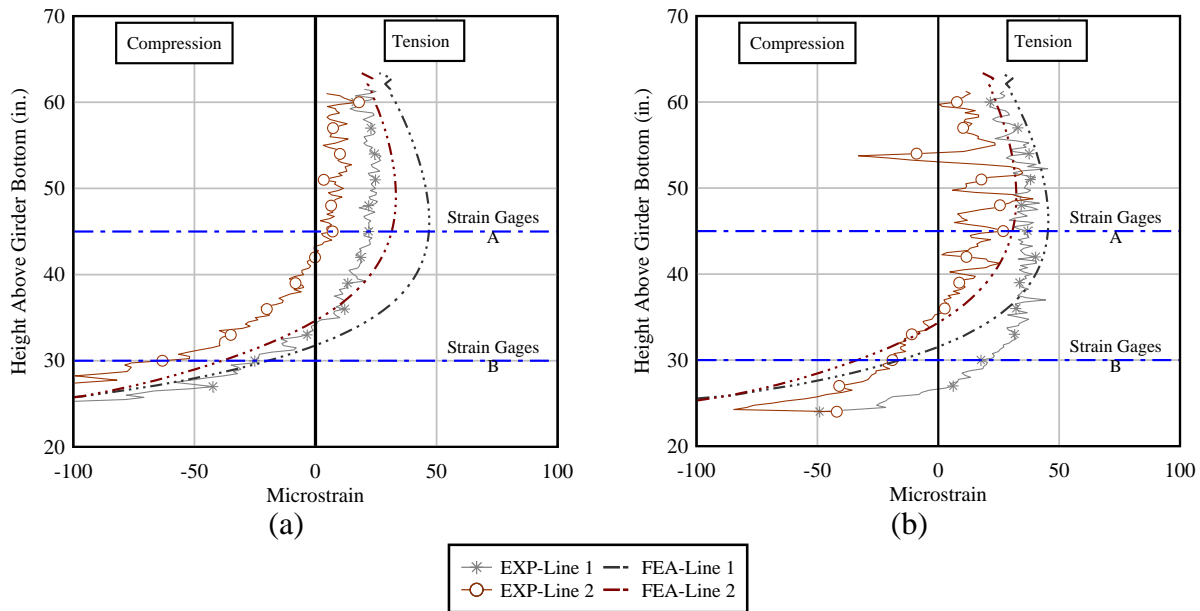 70
60
50
40
30
20
-100 -50 0 50 100
Height Above Girder Bottom (in.)
Microstrain
Compression
Tension
Strain Gages
A
Strain Gages
B
(a)
70
60
50
40
30
20
-100 -50 0 50 100
Height Above Girder Bottom (in.)
Microstrain
Compression
Tension
Strain Gages
A
Strain Gages
B
(b)
EXP-Line 1 FEA-Line 1
EXP-Line 2 FEA-Line 2